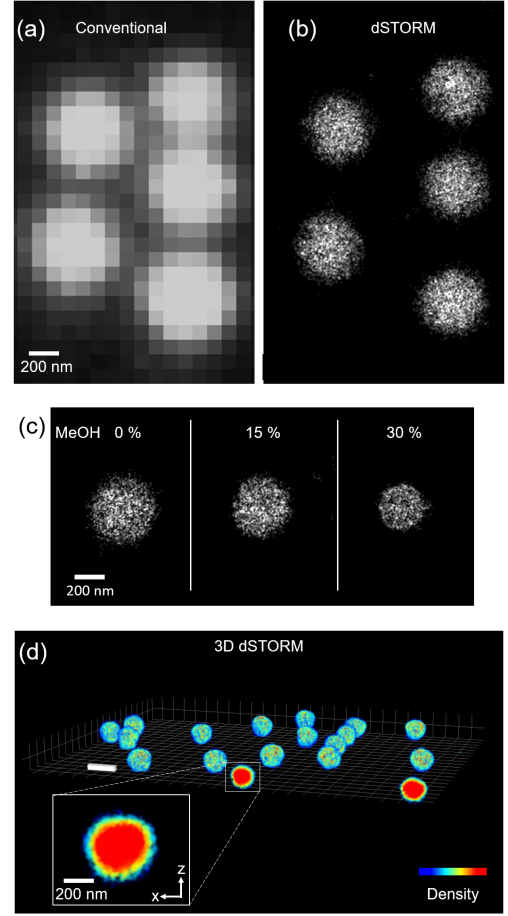 (a) Conventional
(b) dSTORM
200 nm
(c)
MeOH 0 % 15 % 30 %
200 nm
(d) 3D dSTORM
200 nm
z
x
Density